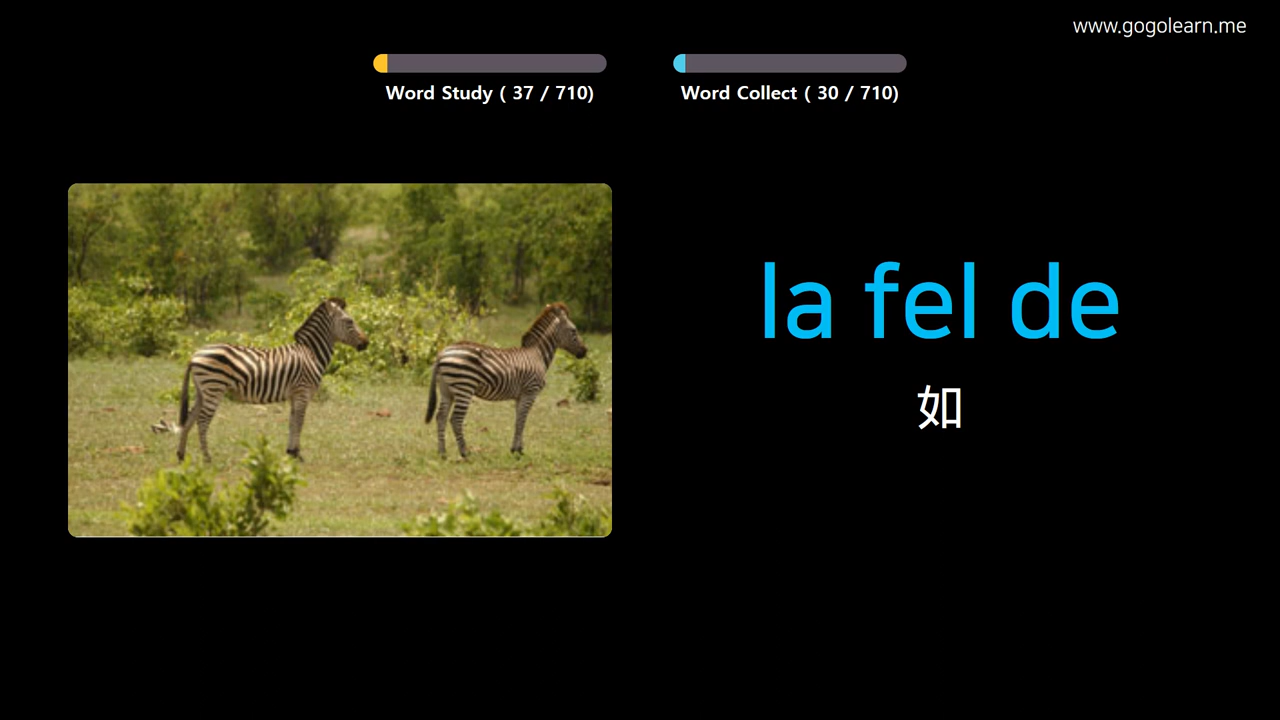 www.gogolearn.me
Word Study ( 37 / 710)
Word Collect ( 30 / 710)
la fel de
如